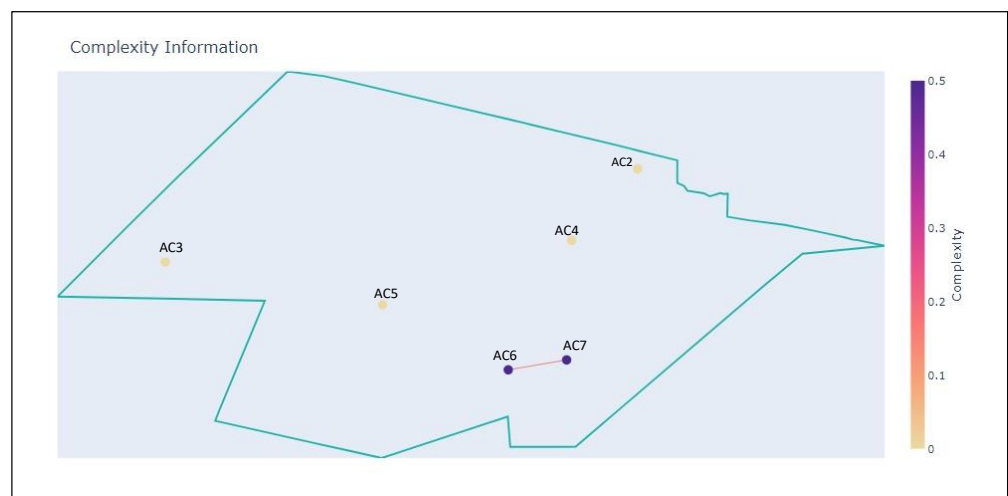 Complexity Information
0.5
AC2
0.4
AC4
0.3
AC3
Complexity
AC5
0.2
AC7
AC6
0.1
0